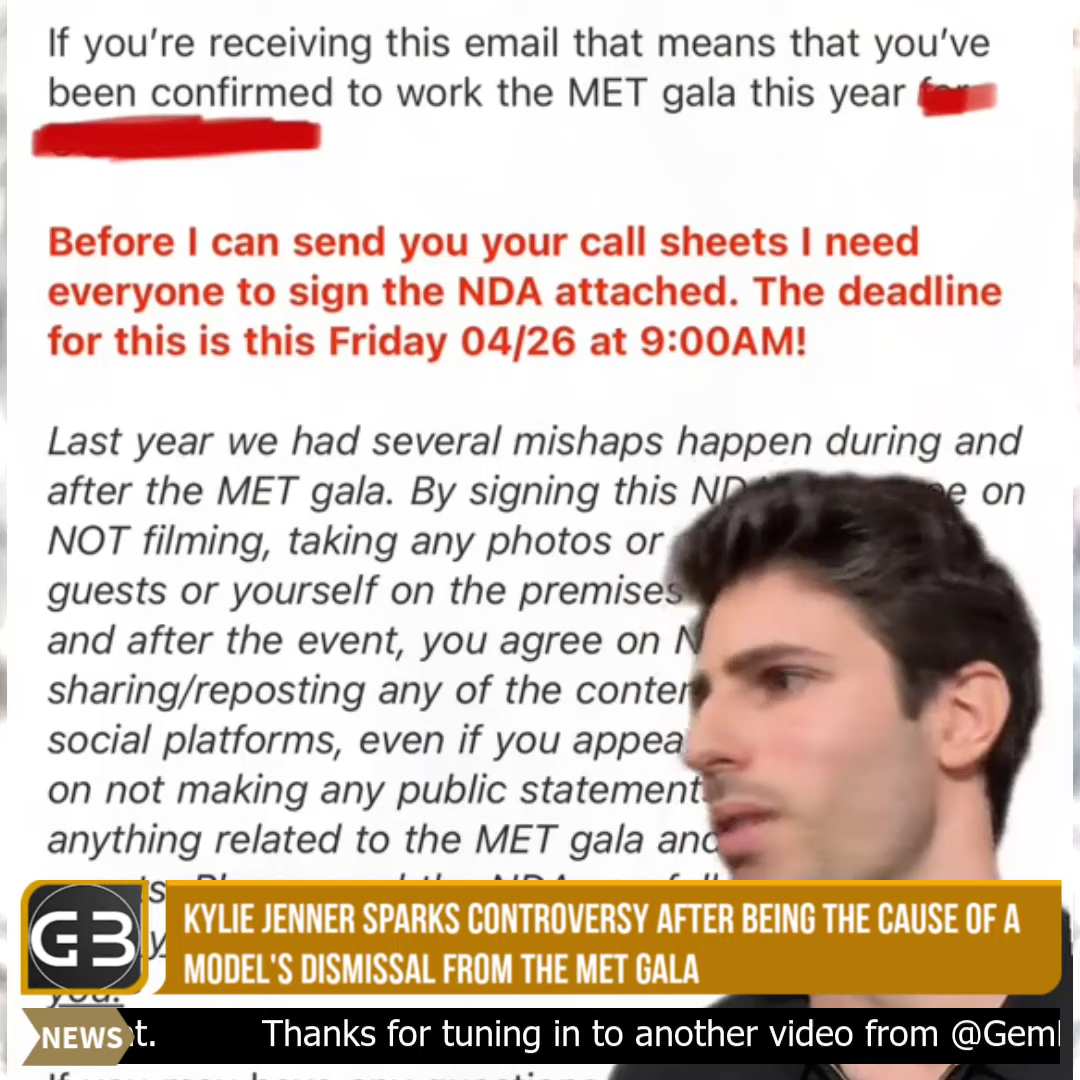 If you’re receiving this email that means that you’ve
been confirmed to work the MET gala this year
Before I can send you your call sheets I need
everyone to sign the NDA attached. The deadline
for this is this Friday 04/26 at 9:00AM!
Last year we had several mishaps happen during and
after the MET gala. By signing this on
NOT filming, taking any photos or
guests or yourself on the premises
and after the event, you agree on
sharing/reposting any of the
social platforms, even if you
on not making any public
anything related to the MET gala
GB
KYLIE JENNER SPARKS CONTROVERSY AFTER BEING THE CAUSE OF A
MODEL'S DISMISSAL FROM THE MET GALA
you.
NEWS
Thanks for tuning in to another video from